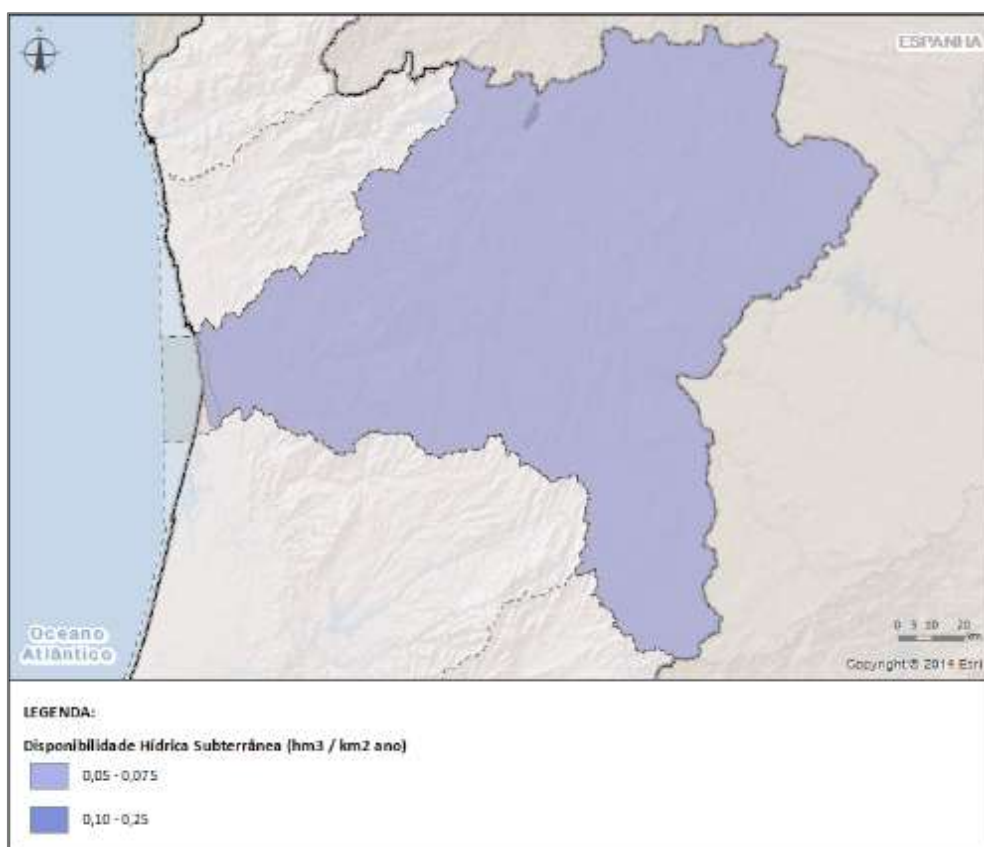 N
ESPANHA
Oceano
Atlântico
0 5 10 20
km
Copyright:© 2014 Esri
LEGENDA:
Disponibilidade Hídrica Subterrânea (hm3 / km2 ano)
0,05 - 0,075
0,10 - 0,25